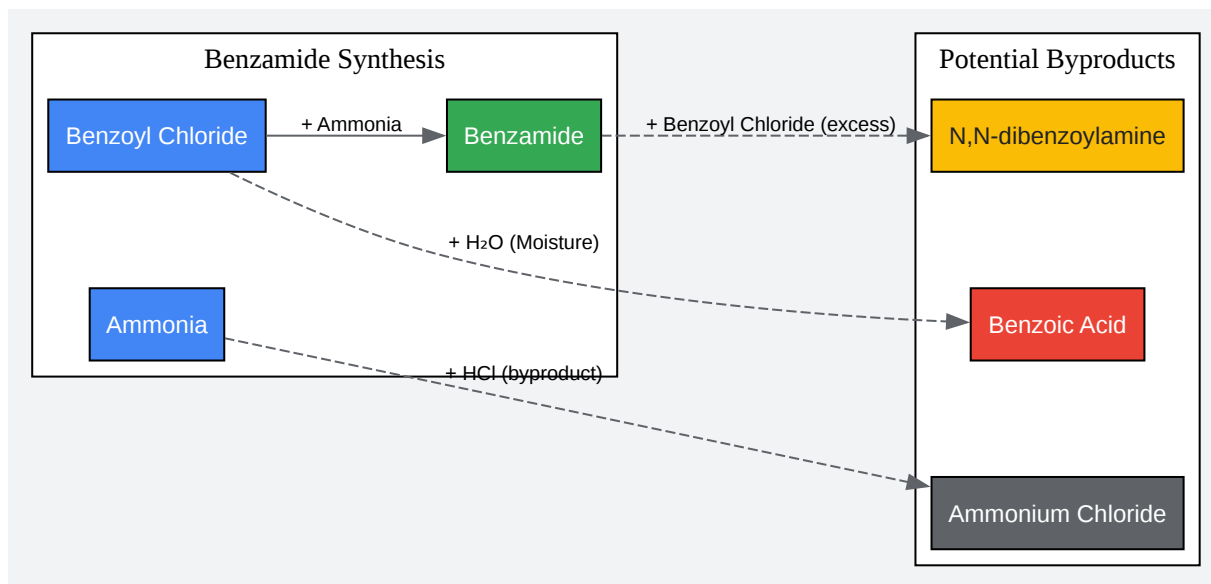 Benzamide Synthesis
Potential Byproducts
Benzoyl Chloride
+ Ammonia
Benzamide
+ Benzoyl Chloride (excess)
N,N-dibenzoylamine
+ H₂O (Moisture)
Ammonia
Benzoic Acid
+ HCl (byproduct)
Ammonium Chloride